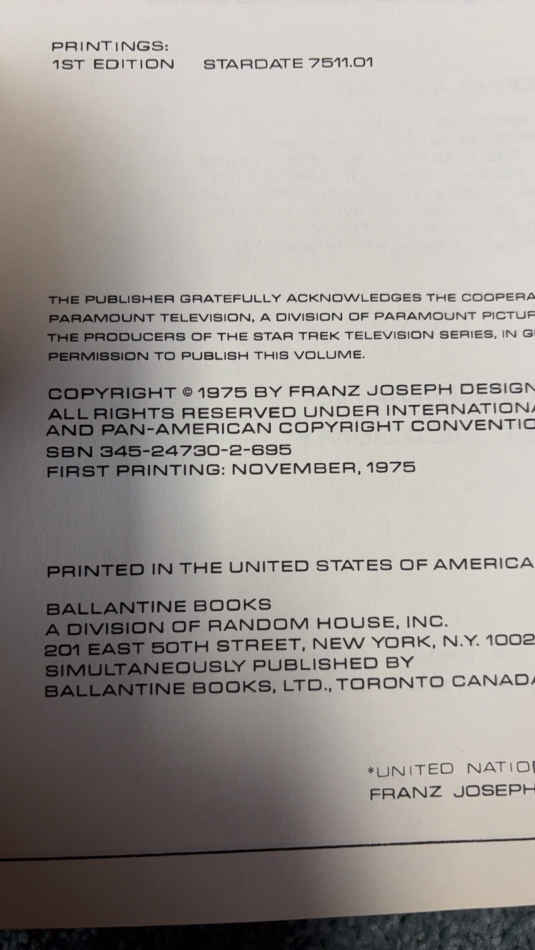 PRINTINGS:
1ST EDITION STARDATE 7511.01
THE PUBLISHER GRATEFULLY ACKNOWLEDGES THE COOPERA
PARAMOUNT TELEVISION, A DIVISION OF PARAMOUNT PICTUR
THE PRODUCERS OF THE STAR TREK TELEVISION SERIES, IN G
PERMISSION TO PUBLISH THIS VOLUME.
COPYRIGHT © 1975 BY FRANZ JOSEPH DESIGN
ALL RIGHTS RESERVED UNDER INTERNATIONA
AND PAN-AMERICAN COPYRIGHT CONVENTIO
SBN 345-24730-2-695
FIRST PRINTING: NOVEMBER, 1975
PRINTED IN THE UNITED STATES OF AMERICA
BALLANTINE BOOKS
A DIVISION OF RANDOM HOUSE, INC.
201 EAST 50TH STREET, NEW YORK, N.Y. 1002
SIMULTANEOUSLY PUBLISHED BY
BALLANTINE BOOKS, LTD., TORONTO CANADA
*UNITED NATIO
FRANZ JOSEPH